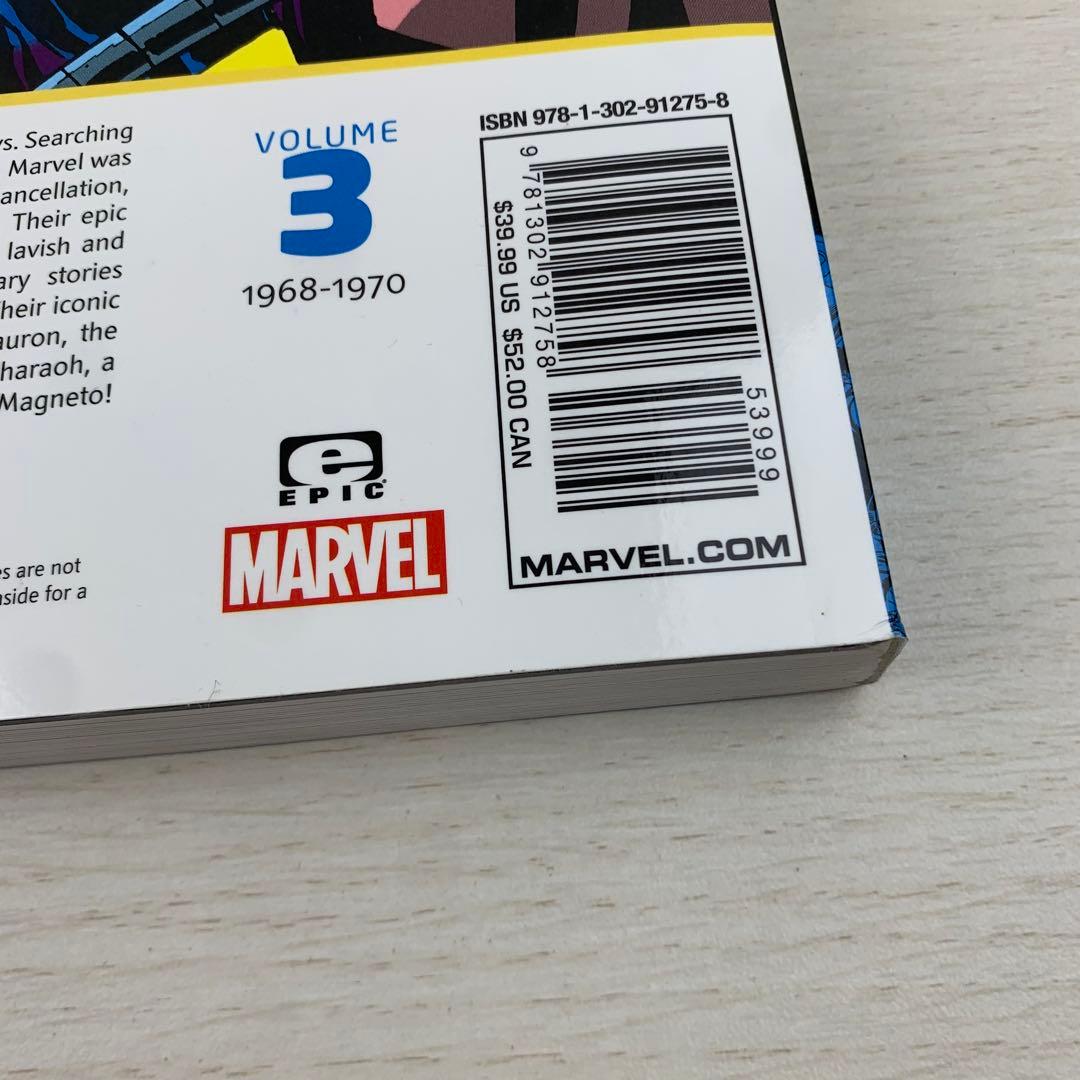 ys. Searching
Marvel was
ancellation,
Their epic
lavish and
ary stories
heir iconic
auron, the
haraoh, a
Magneto!
es are not
nside for a
VOLUME
3
1968-1970
e
EPIC
MARVEL
ISBN 978-1-302-91275-8
9 781302 912758
53999
$39.99 US $52.00 CAN
MARVEL.COM